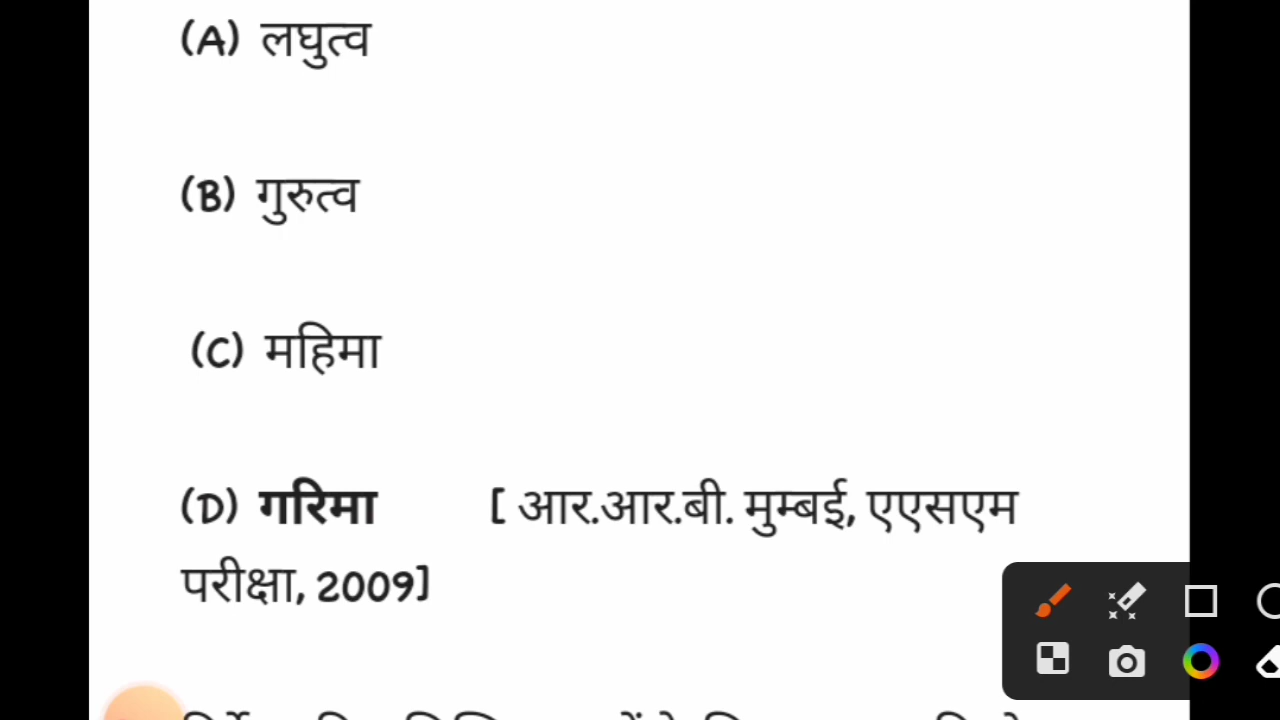 (A) लघुत्व
(B) गुरुत्व
(C) महिमा
(D) गरिमा [ आर.आर.बी. मुम्बई, एएसएम
परीक्षा, 2009]